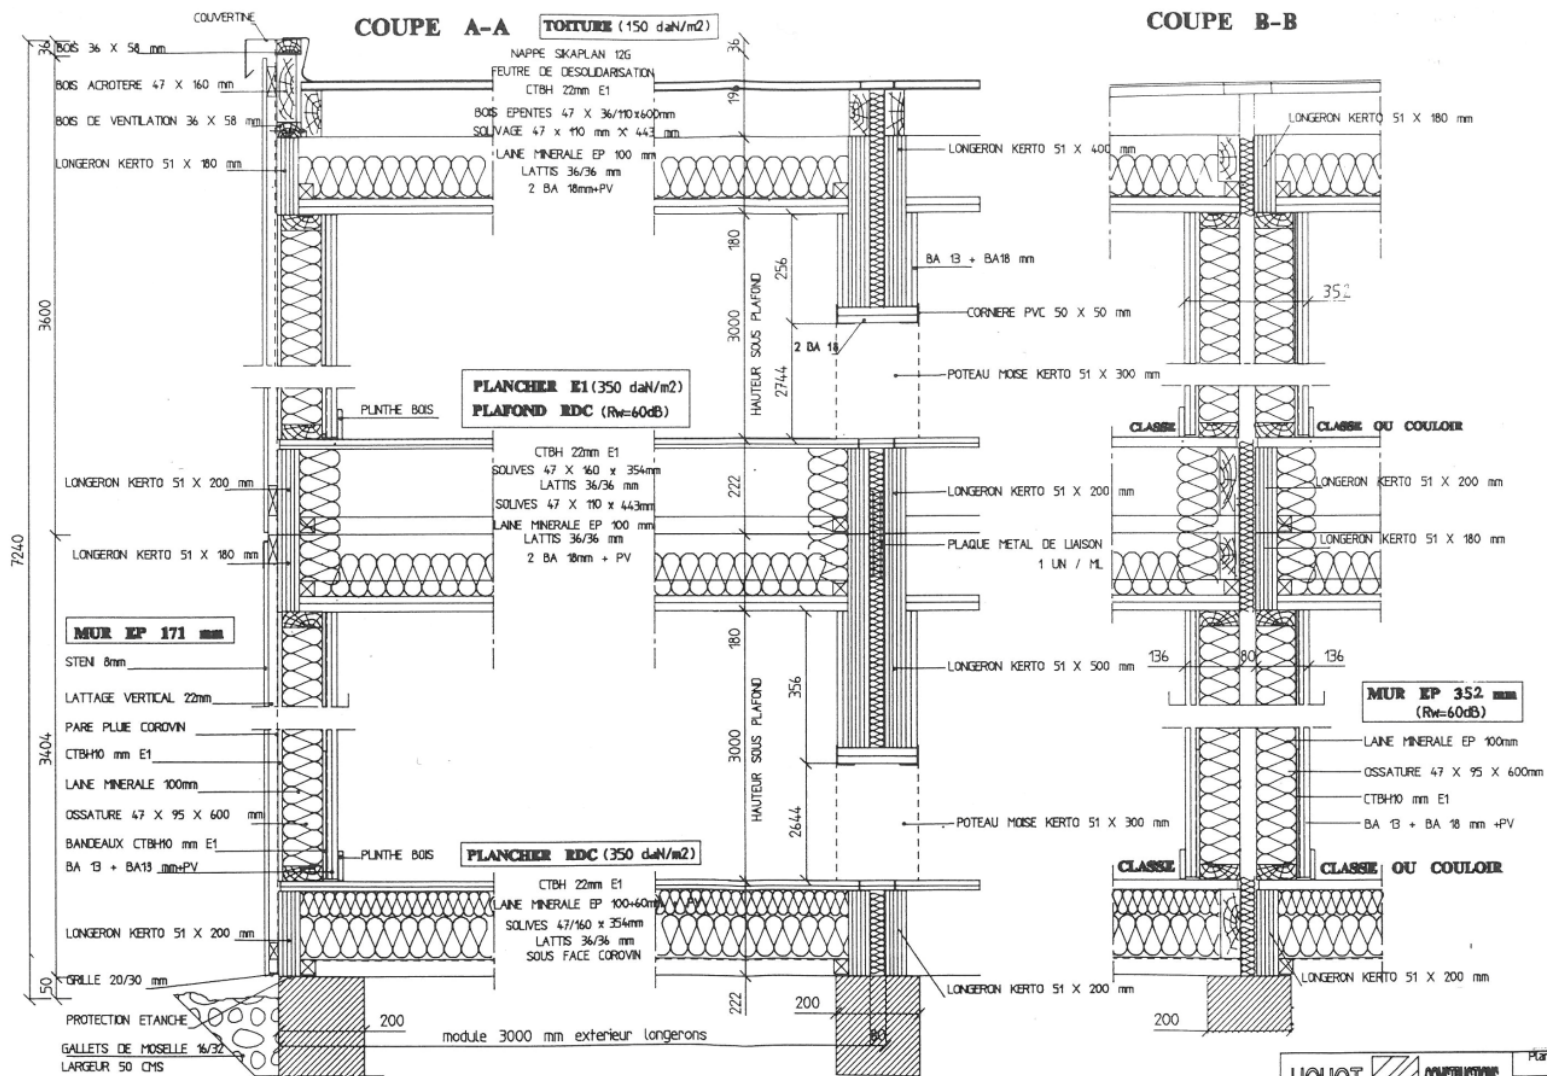 COUPE A-A
TOITURE (150 daN/m2)
COUPE B-B
COUVERTINE
BOIS 36 X 58 mm
BOIS ACROTERE 47 X 160 mm
BOIS DE VENTILATION 36 X 58 mm
LONGERON KERTO 51 X 180 mm
NAPPE SIKAPLAN 12G
FEUTRE DE DESOLIDARISATION
CTBH 22mm E1
BOIS EPENTES 47 X 36/110x600mm
SOLIVAGE 47 x 110 mm X 443 mm
LAINE MINERALE EP 100 mm
LATTIS 36/36 mm
2 BA 18mm+PV
36
196
180
3000
HAUTEUR SOUS PLAFOND
256
2744
LONGERON KERTO 51 X 400 mm
BA 13 + BA18 mm
CORNIERE PVC 50 X 50 mm
2 BA 18
POTEAU MOISE KERTO 51 X 300 mm
LONGERON KERTO 51 X 180 mm
352
36
3600
7240
3404
50
PLANCHER E1 (350 daN/m2)
PLAFOND RDC (Rw=60dB)
PLINTHE BOIS
CLASSE
CLASSE OU COULOIR
CTBH 22mm E1
SOLIVES 47 X 160 x 354mm
LATTIS 36/36 mm
SOLIVES 47 X 110 x 443mm
LAINE MINERALE EP 100 mm
LATTIS 36/36 mm
2 BA 18mm + PV
LONGERON KERTO 51 X 200 mm
LONGERON KERTO 51 X 180 mm
222
LONGERON KERTO 51 X 200 mm
PLAQUE METAL DE LIAISON
1 UN / ML
LONGERON KERTO 51 X 200 mm
LONGERON KERTO 51 X 180 mm
MUR EP 171 mm
STENI 8mm
LATTAGE VERTICAL 22mm
PARE PLUIE COROVIN
CTBH10 mm E1
LAINE MINERALE 100mm
OSSATURE 47 X 95 X 600 mm
BANDEAUX CTBH10 mm E1
BA 13 + BA18 mm+PV
180
3000
HAUTEUR SOUS PLAFOND
356
2644
LONGERON KERTO 51 X 500 mm
136
80
136
MUR EP 352 mm
(Rw=60dB)
LAINE MINERALE EP 100mm
OSSATURE 47 X 95 X 600mm
CTBH10 mm E1
BA 13 + BA 18 mm +PV
POTEAU MOISE KERTO 51 X 300 mm
PLINTHE BOIS
PLANCHER RDC (350 daN/m2)
CLASSE
CLASSE OU COULOIR
CTBH 22mm E1
LAINE MINERALE EP 100+60mm + PV
SOLIVES 47/160 x 354mm
LATTIS 36/36 mm
SOUS FACE COROVIN
LONGERON KERTO 51 X 200 mm
GRILLE 20/30 mm
PROTECTION ETANCHE
GALLETS DE MOSELLE 16/32
LARGEUR 50 CMS
200
module 3000 mm exterieur longerons
222
200
80
LONGERON KERTO 51 X 200 mm
LONGERON KERTO 51 X 200 mm
200